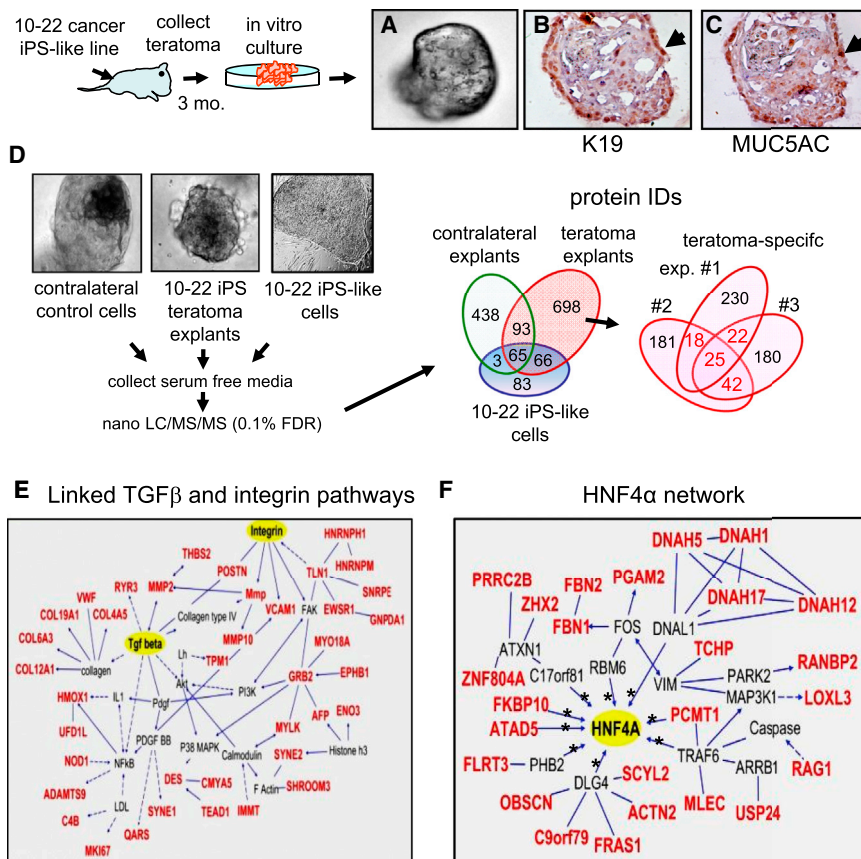 10-22 cancer
iPS-like line
collect
teratoma
in vitro
culture
3 mo.
A
B
C
K19
MUC5AC
D
contralateral
control cells
10-22 iPS
teratoma
explants
10-22 iPS-like
cells
collect serum free media
nano LC/MS/MS (0.1% FDR)
protein IDs
contralateral
explants
teratoma
explants
438
93
698
3
65
66
83
10-22 iPS-like
cells
teratoma-specifc
exp. #1
#2
#3
230
181
18
22
180
25
42
E
Linked TGFβ and integrin pathways
Integrin
HNRNPH1
THBS2
POSTN
TLN1
HNRNPM
RYR3
MMP2
Mmp
SNRPE
VWF
COL19A1
COL4A5
Collagen type IV
VCAM1
FAK
EWSR1
GNPDA1
COL6A3
Tgf beta
MMP10
MYO18A
Lh
TPM1
COL12A1
collagen
GRB2
EPHB1
HMOX1
IL1
Akt
PI3K
Pdgf
AFP
ENO3
UFD1L
PDGF BB
P38 MAPK
MYLK
NOD1
NFkB
Calmodulin
SYNE2
Histone h3
DES
CMYA5
F Actin
SHROOM3
ADAMTS9
LDL
C4B
SYNE1
TEAD1
IMMT
QARS
MKI67
F
HNF4α network
DNAH5
DNAH1
PRRC2B
FBN2
PGAM2
ZHX2
DNAH17
DNAH12
FBN1
FOS
DNAL1
ATXN1
TCHP
ZNF804A
C17orf81
RBM6
VIM
PARK2
RANBP2
MAP3K1
LOXL3
FKBP10
* * *
ATAD5
*
*
HNF4A
*
PCMT1
Caspase
FLRT3
PHB2
*
*
*
TRAF6
ARRB1
RAG1
DLG4
SCYL2
OBSCN
ACTN2
MLEC
USP24
C9orf79
FRAS1